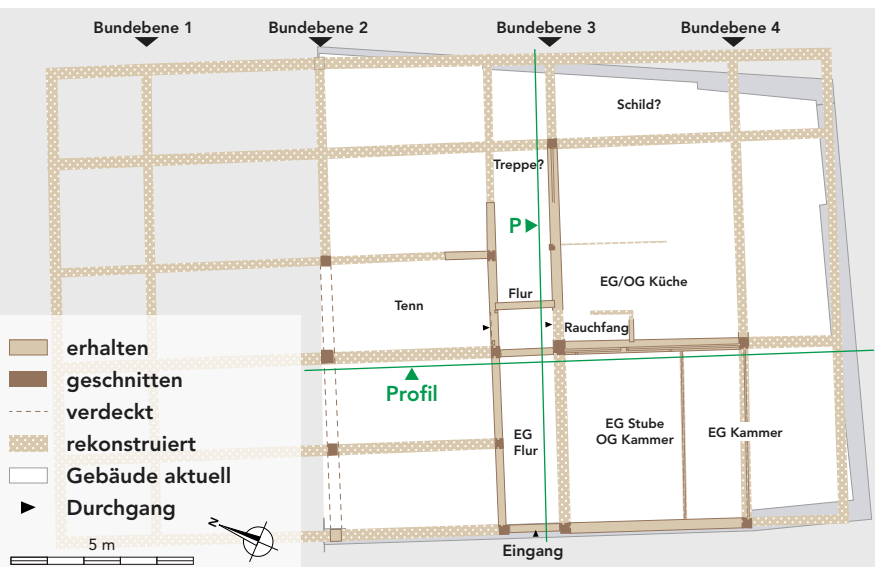 Bundebene 1
Bundebene 2
Bundebene 3
Bundebene 4
Schild?
Treppe?
P
EG/OG Küche
Flur
Tenn
Rauchfang
Profil
EG
Flur
EG Stube
OG Kammer
EG Kammer
Eingang
erhalten
geschnitten
verdeckt
rekonstruiert
Gebäude aktuell
Durchgang
N
5 m